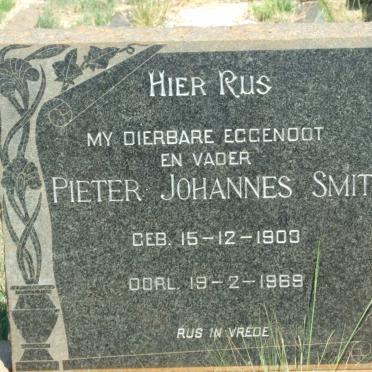 HIER RUS
MY DIERBARE EGGENOOT
EN VADER
PIETER JOHANNES SMIT
GEB. 15-12-1903
OORL. 19-2-1969
RUS IN VREDE